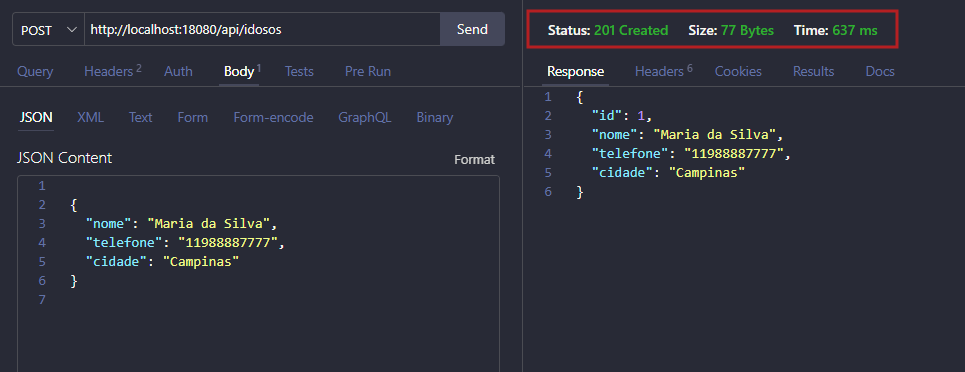 POST http://localhost:18080/api/idosos Send
Query Headers 2 Auth Body 1 Tests Pre Run
JSON XML Text Form Form-encode GraphQL Binary
JSON Content Format
1
2 {
3 "nome": "Maria da Silva",
4 "telefone": "11988887777",
5 "cidade": "Campinas"
6 }
7
Status: 201 Created Size: 77 Bytes Time: 637 ms
Response Headers 6 Cookies Results Docs
1 {
2 "id": 1,
3 "nome": "Maria da Silva",
4 "telefone": "11988887777",
5 "cidade": "Campinas"
6 }